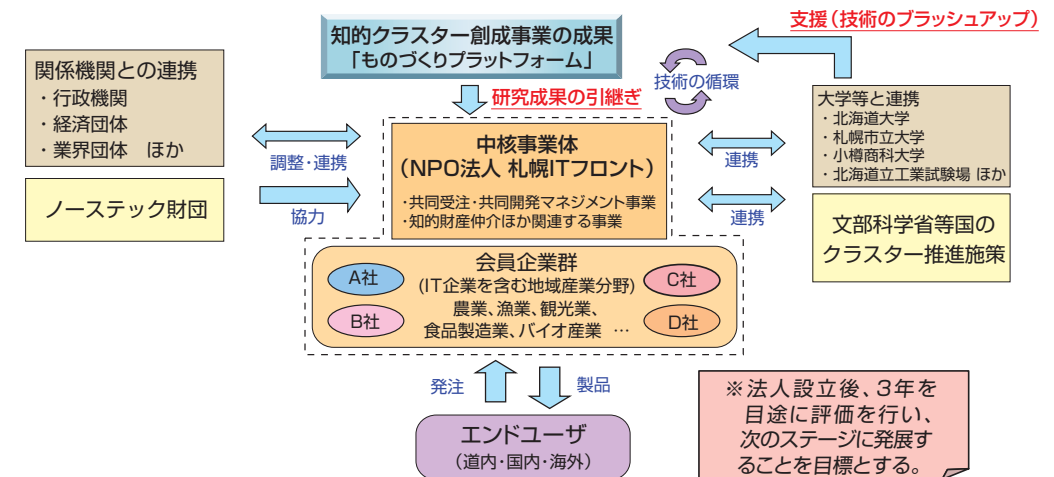 支援(技術のブラッシュアップ)
知的クラスター創成事業の成果
「ものづくりプラットフォーム」
技術の循環
研究成果の引継ぎ
関係機関との連携
・行政機関
・経済団体
・業界団体 ほか
調整・連携
ノーステック財団
協力
中核事業体
(NPO法人 札幌ITフロント)
・共同受注・共同開発マネジメント事業
・知的財産仲介ほか関連する事業
連携
連携
大学等と連携
・北海道大学
・札幌市立大学
・小樽商科大学
・北海道立工業試験場 ほか
文部科学省等国の
クラスター推進施策
会員企業群
(IT企業を含む地域産業分野)
農業、漁業、観光業、
食品製造業、バイオ産業 …
A社
B社
C社
D社
発注
製品
エンドユーザ
(道内・国内・海外)
※法人設立後、3年を
目途に評価を行い、
次のステージに発展す
ることを目標とする。